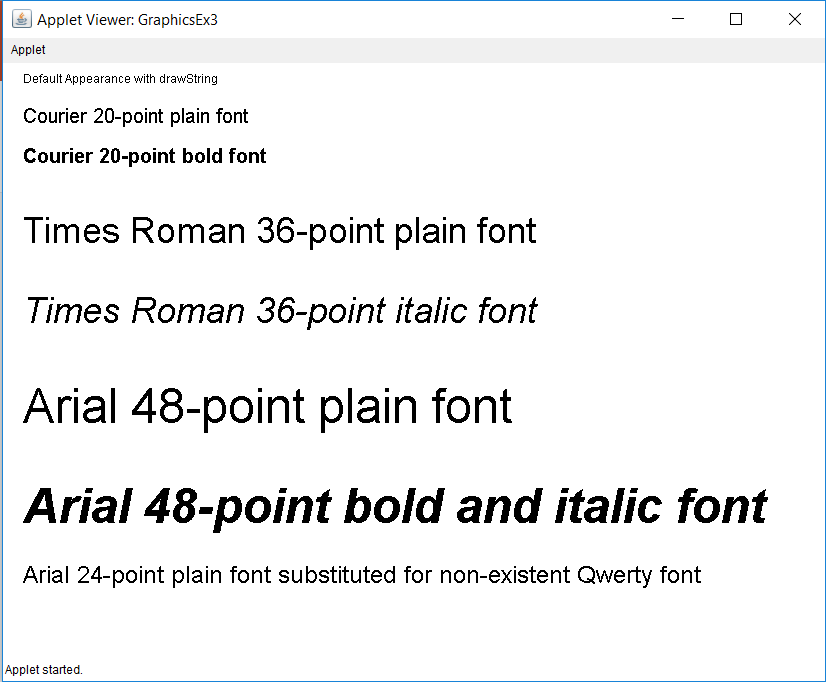 Applet Viewer: GraphicsEx3
Applet
Default Appearance with drawString
Courier 20-point plain font
Courier 20-point bold font
Times Roman 36-point plain font
Times Roman 36-point italic font
Arial 48-point plain font
Arial 48-point bold and italic font
Arial 24-point plain font substituted for non-existent Qwerty font
Applet started.